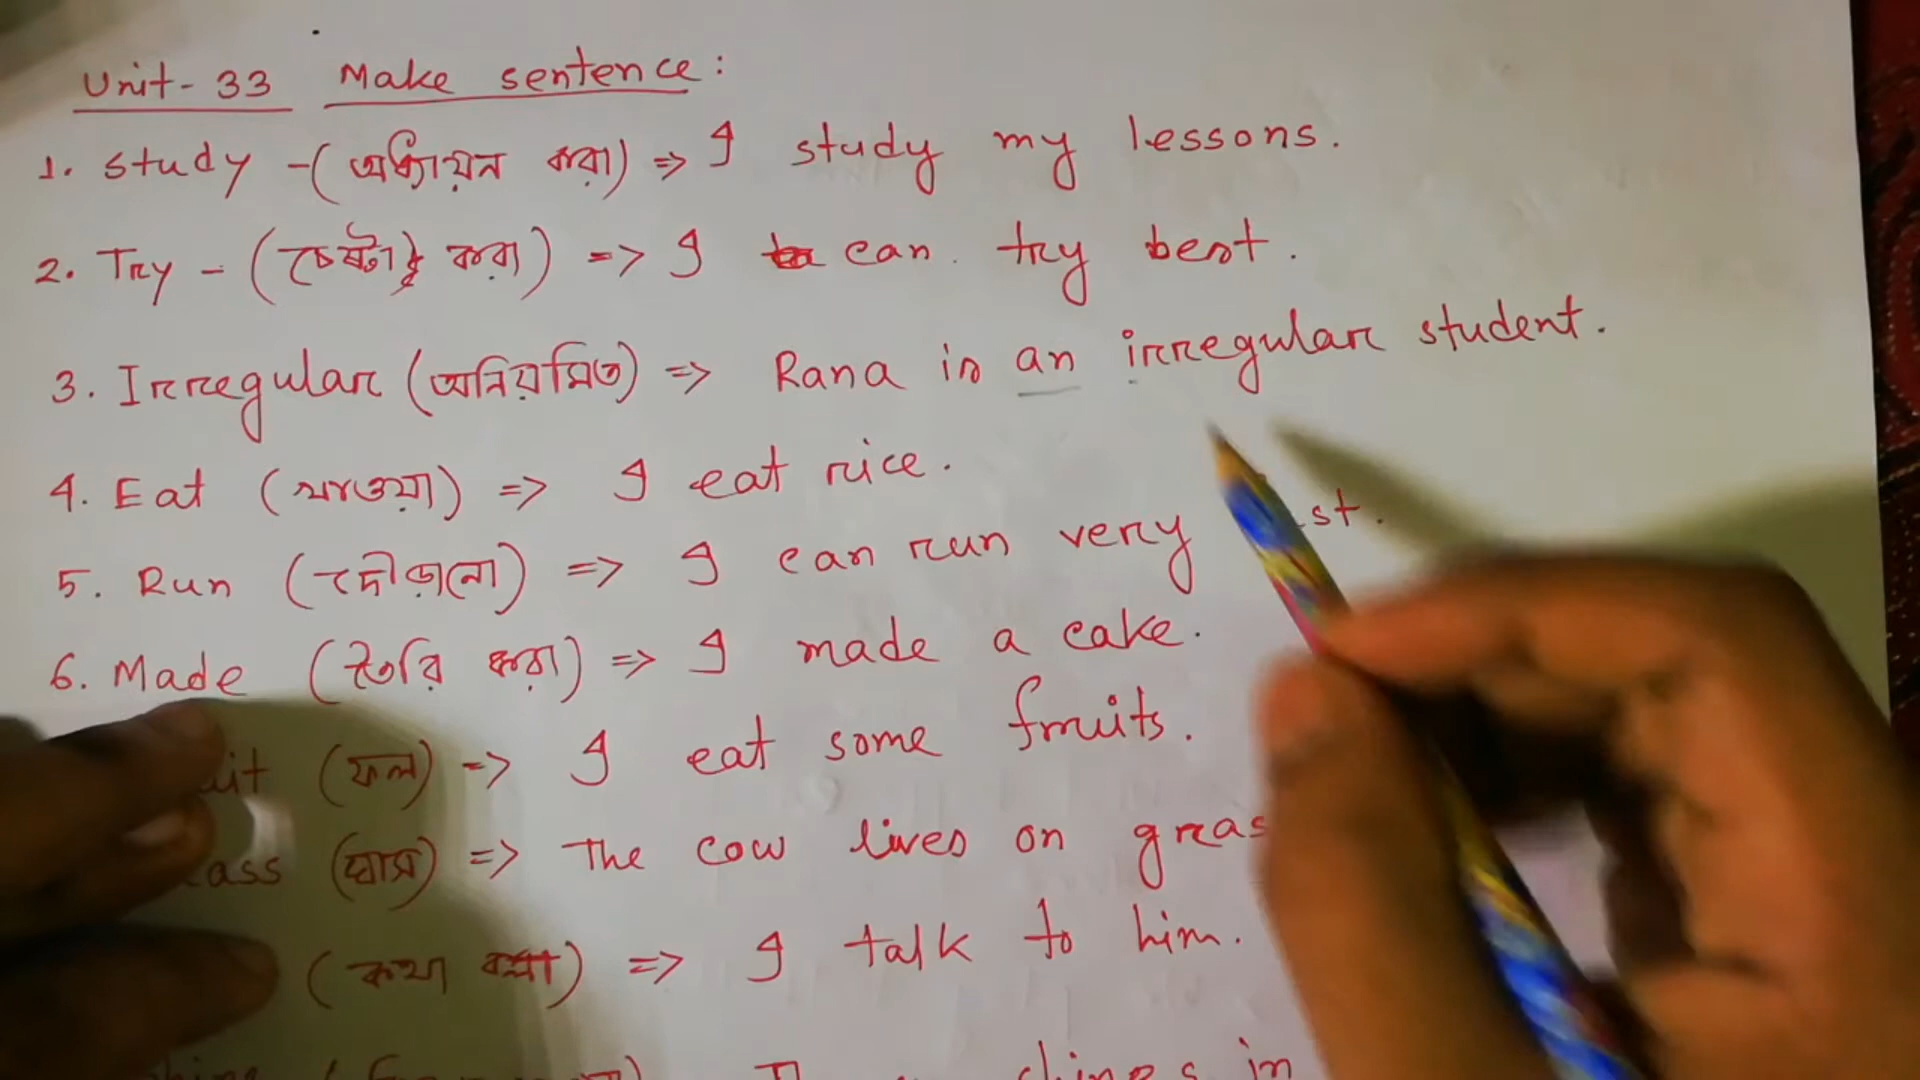 Unit-33 Make sentence:
1. study -(অধ্যায়ন করা) => I study my lessons.
2. Try - (চেষ্টা করা) => I can. try best.
3. Irregular (অনিয়মিত) => Rana is an irregular student.
4. Eat (খাওয়া) => I eat rice.
5. Run (দৌড়ানো) => I can run very
6. Made (তৈরি করা) => I made a cake.
(ফল) => I eat some fruits.
(ঘাস) => The cow lives on
(কথা বলা) => I talk to him.
in